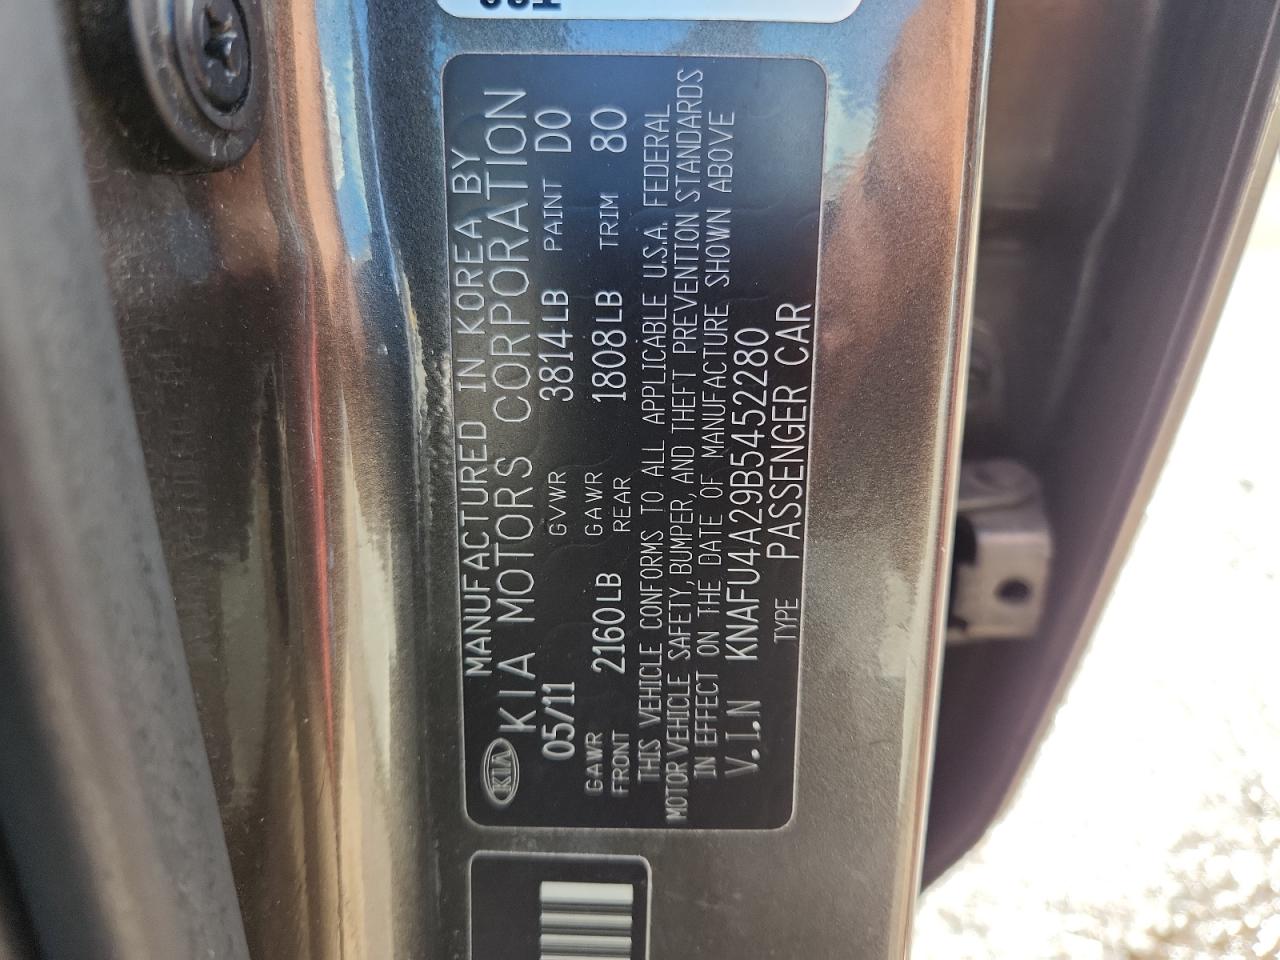 MANUFACTURED IN KOREA BY
KIA KIA MOTORS CORPORATION
05/11 GVWR 3814LB PAINT D0
GAWR FRONT 2160LB GAWR REAR 1808LB TRIM 80
THIS VEHICLE CONFORMS TO ALL APPLICABLE U.S.A. FEDERAL
MOTOR VEHICLE SAFETY, BUMPER, AND THEFT PREVENTION STANDARDS
IN EFFECT ON THE DATE OF MANUFACTURE SHOWN ABOVE
V.I.N KNAFU4A29B5452280
TYPE PASSENGER CAR